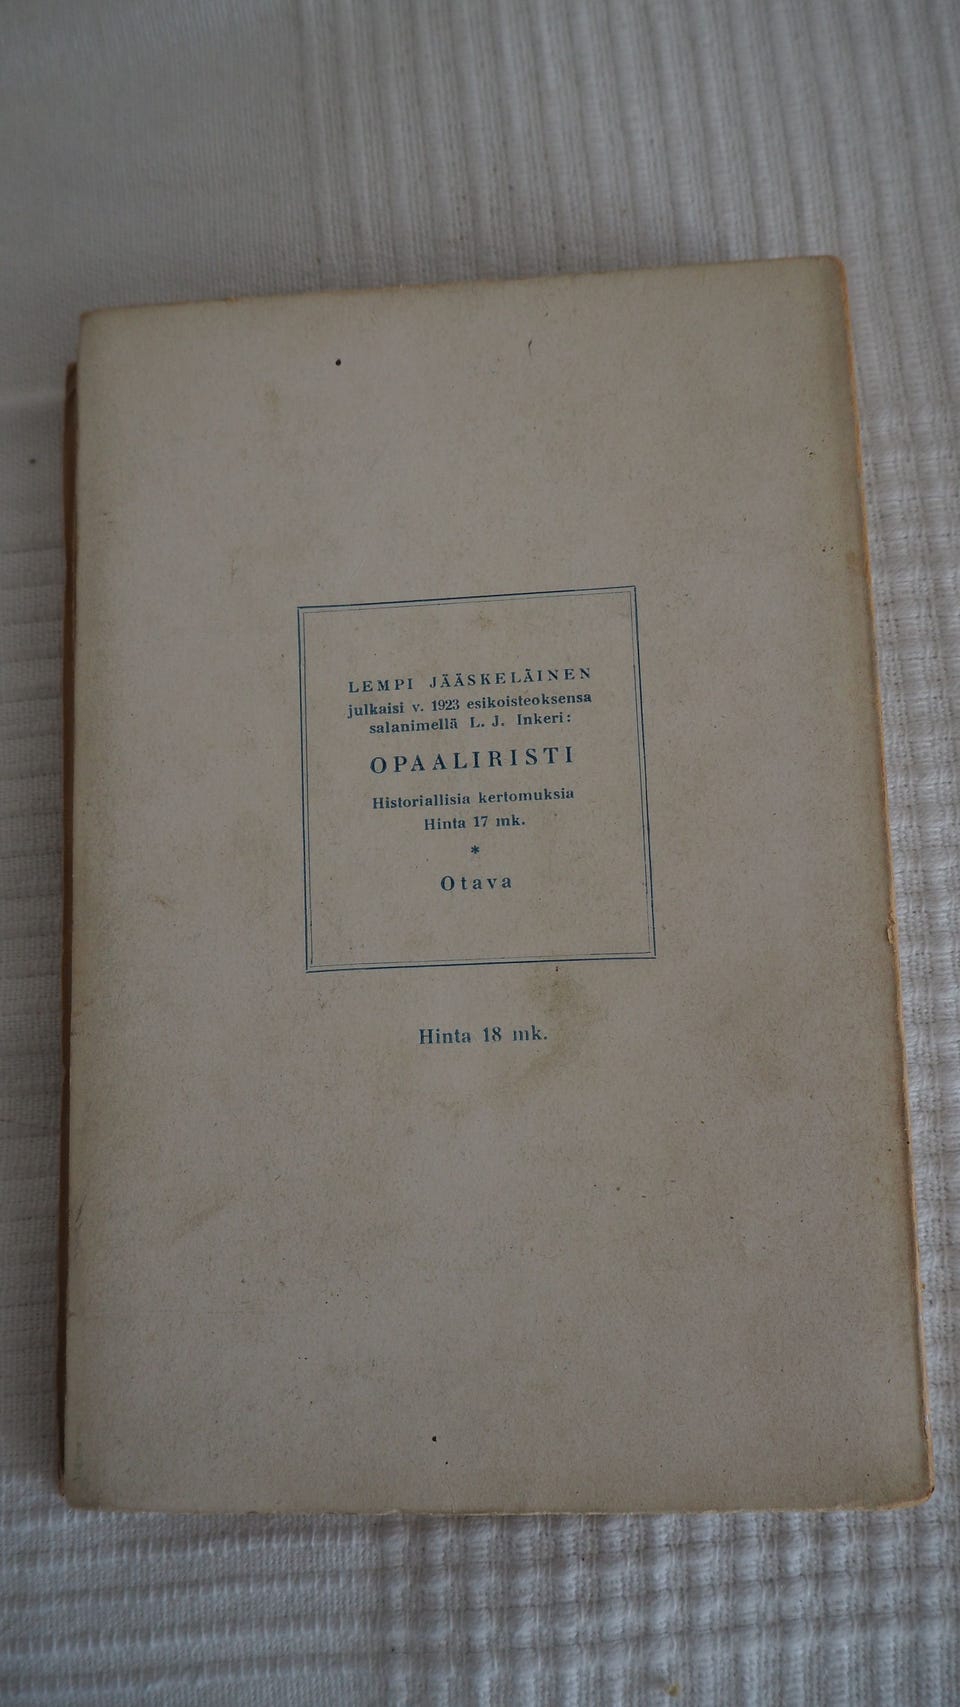 LEMPI JÄÄSKELÄINEN
julkaisi v. 1923 esikoisteoksensa
salanimellä L. J. Inkeri:
OPAALIRISTI
Historiallisia kertomuksia
Hinta 17 mk.
*
Otava
Hinta 18 mk.